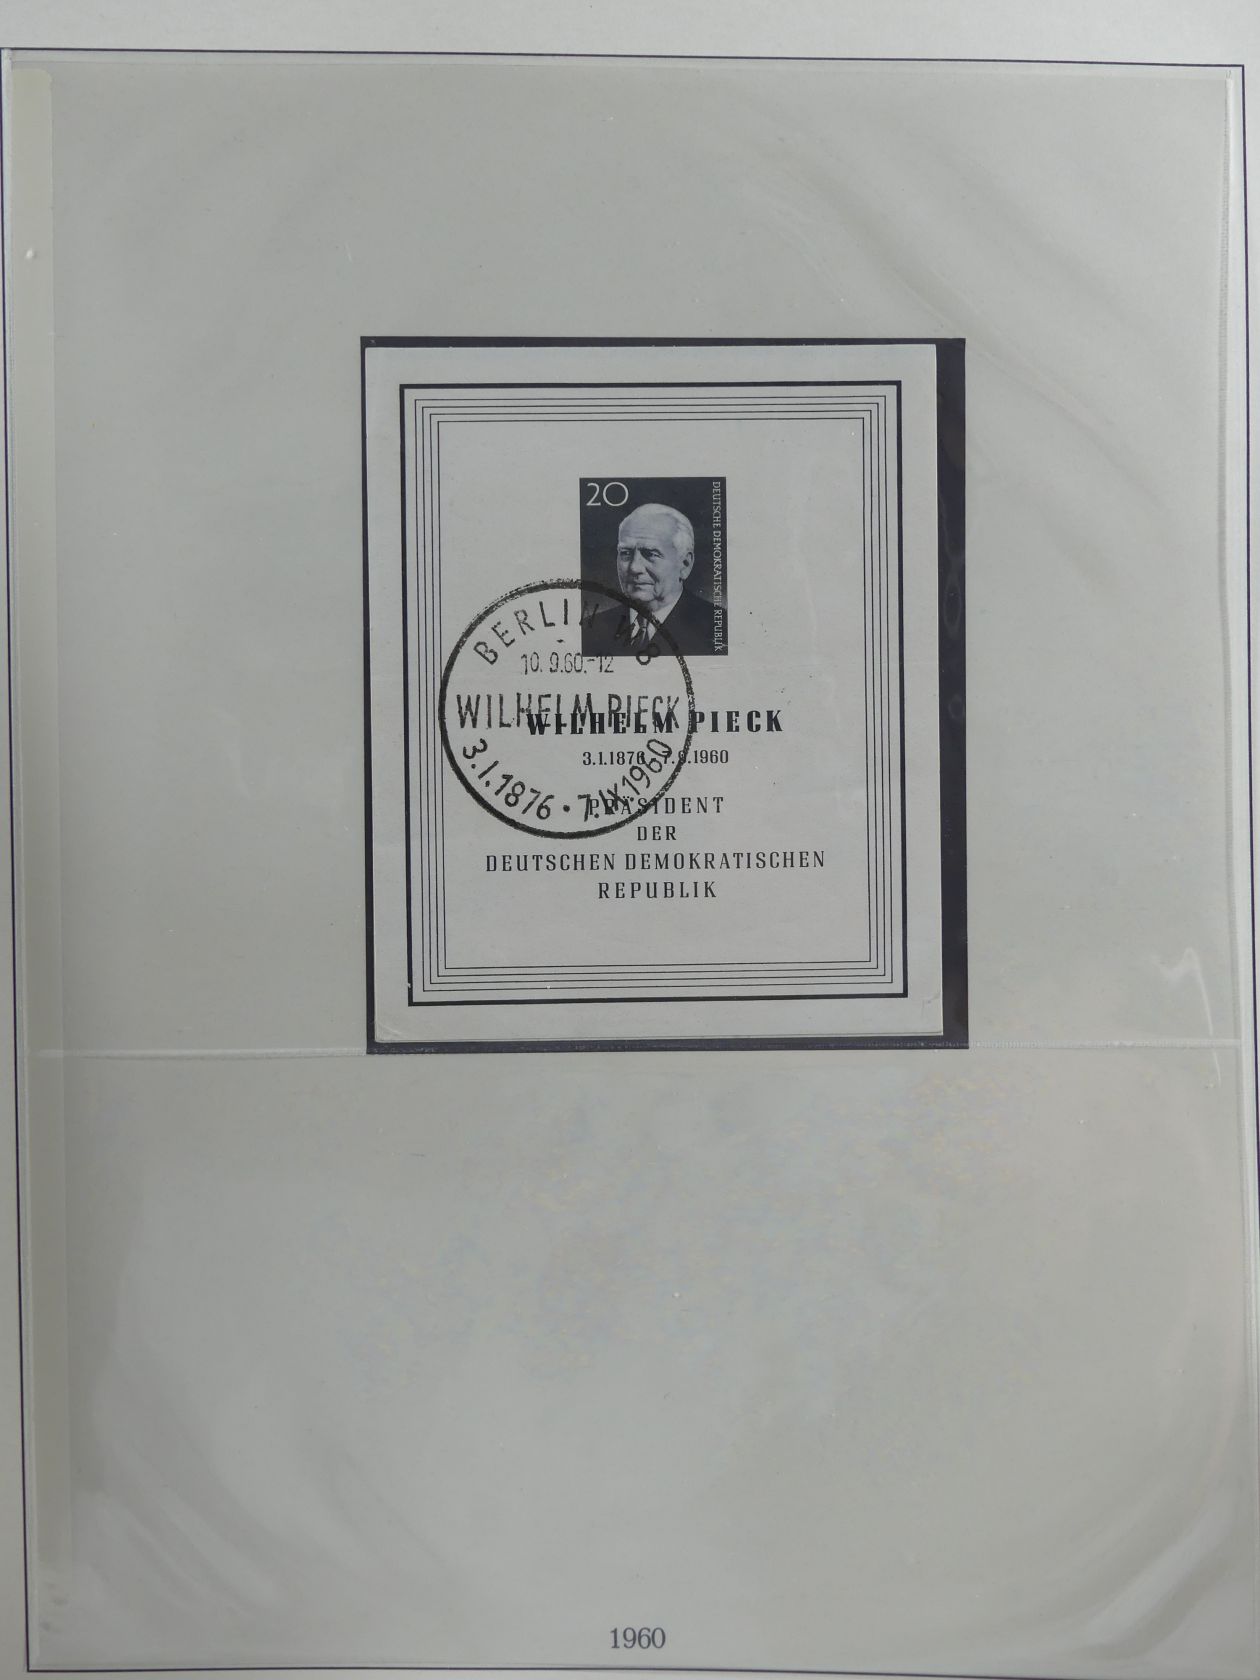 20
DEUTSCHE DEMOKRATISCHE REPUBLIK
BERLIN W 8
10.9.60.-12
WILHELM PIECK
3.I.1876 · 7.IX.1960
WILHELM PIECK
3.1.1876 7.9.1960
PRÄSIDENT
DER
DEUTSCHEN DEMOKRATISCHEN
REPUBLIK
1960